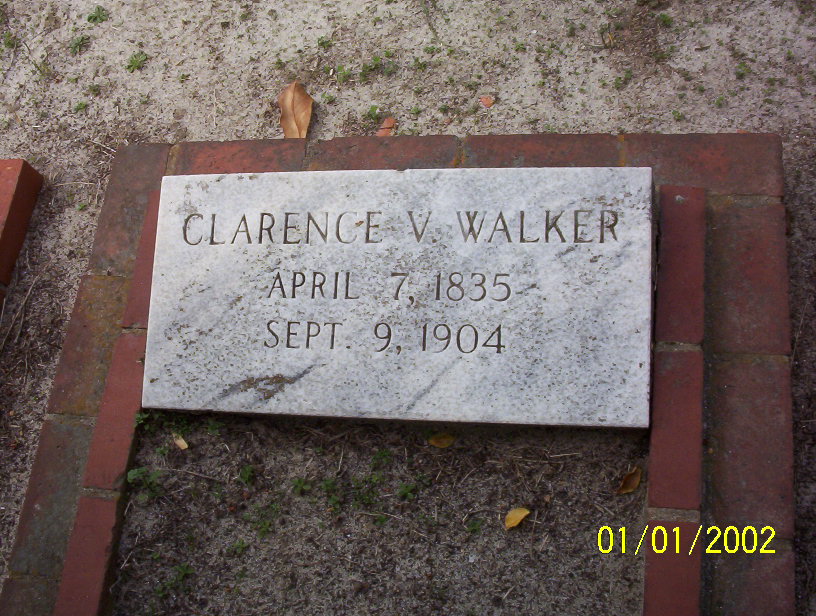 CLARENCE V. WALKER
APRIL 7, 1835
SEPT. 9, 1904
01/01/2002